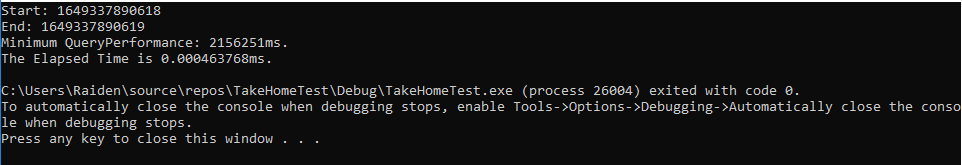 Start: 1649337890618
End: 1649337890619
Minimum QueryPerformance: 2156251ms.
The Elapsed Time is 0.000463768ms.
C:\Users\Raiden\source\repos\TakeHomeTest\Debug\TakeHomeTest.exe (process 26004) exited with code 0.
To automatically close the console when debugging stops, enable Tools->Options->Debugging->Automatically close the conso
le when debugging stops.
Press any key to close this window . . .